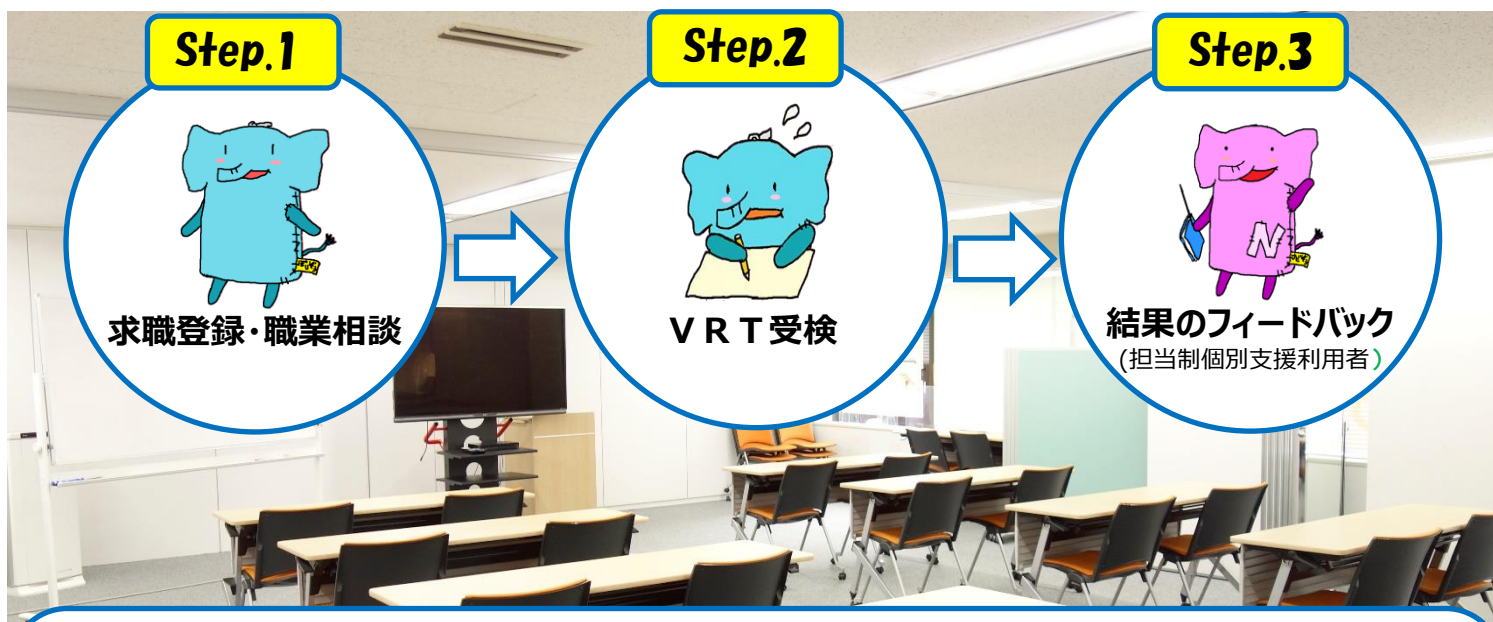 Step.1
求職登録・職業相談
Step.2
ＶＲＴ受検
Step.3
N
結果のフィードバック
(担当制個別支援利用者)